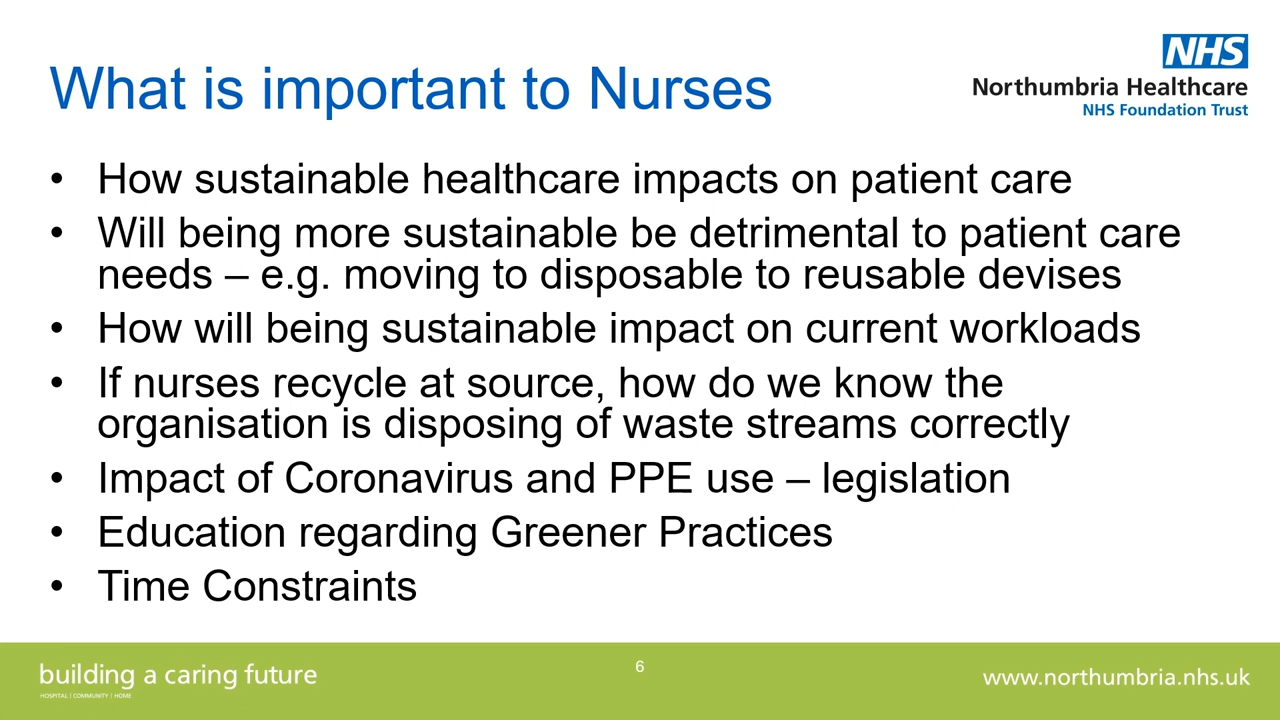 NHS
What is important to Nurses
Northumbria Healthcare
NHS Foundation Trust
• How sustainable healthcare impacts on patient care
• Will being more sustainable be detrimental to patient care
needs – e.g. moving to disposable to reusable devises
• How will being sustainable impact on current workloads
• If nurses recycle at source, how do we know the
organisation is disposing of waste streams correctly
• Impact of Coronavirus and PPE use – legislation
• Education regarding Greener Practices
• Time Constraints
building a caring future
HOSPITAL | COMMUNITY | HOME
6
www.northumbria.nhs.uk